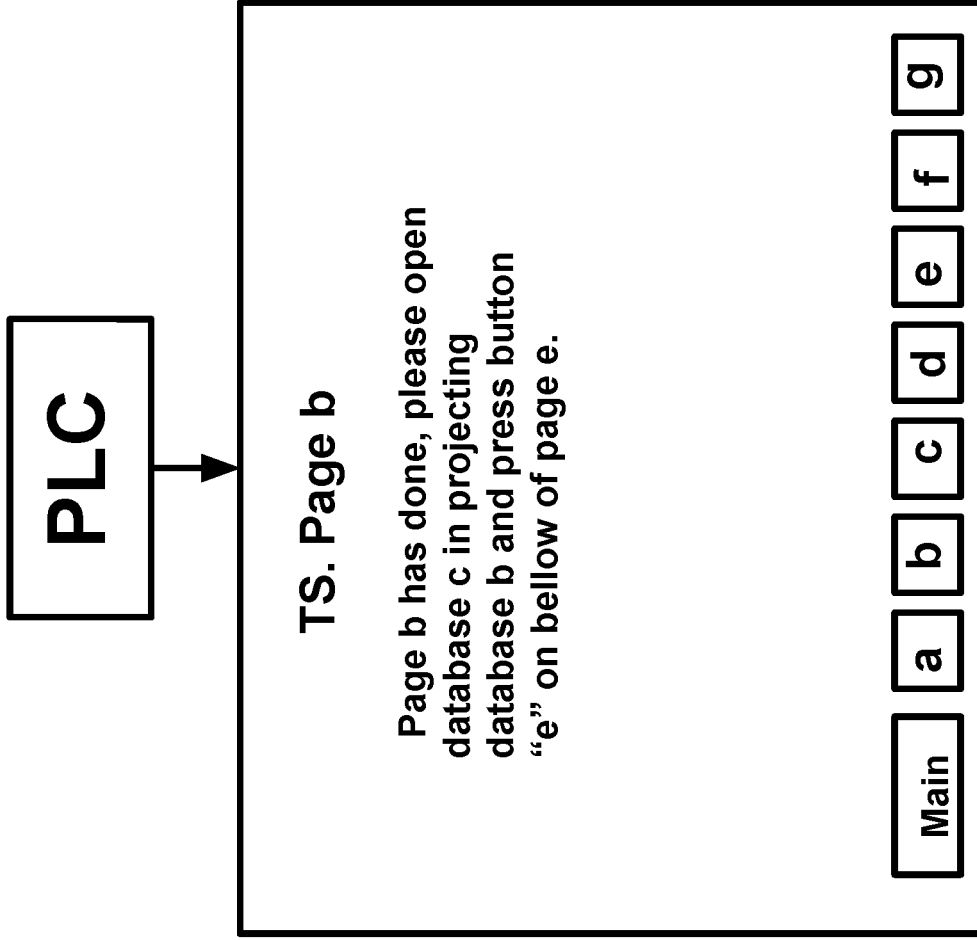 PLC
TS. Page b
Page b has done, please open
database c in projecting
database b and press button
“e” on bellow of page e.
Main a b c d e f g